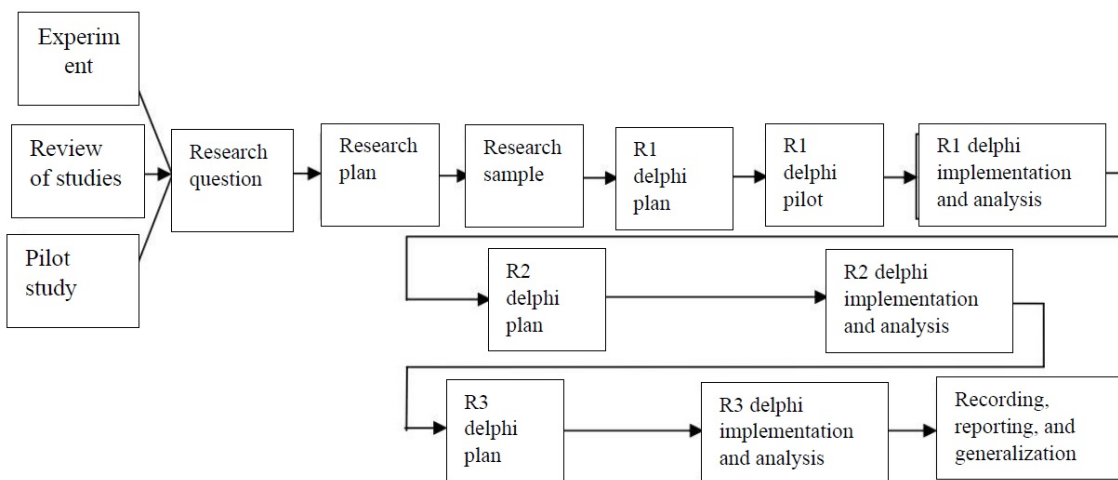 Experim
ent
Review
of studies
Pilot
study
Research
question
Research
plan
Research
sample
R1
delphi
plan
R1
delphi
pilot
R1 delphi
implementation
and analysis
R2
delphi
plan
R2 delphi
implementation
and analysis
R3
delphi
plan
R3 delphi
implementation
and analysis
Recording,
reporting, and
generalization